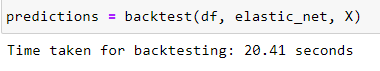 predictions = backtest(df, elastic_net, X)
Time taken for backtesting: 20.41 seconds